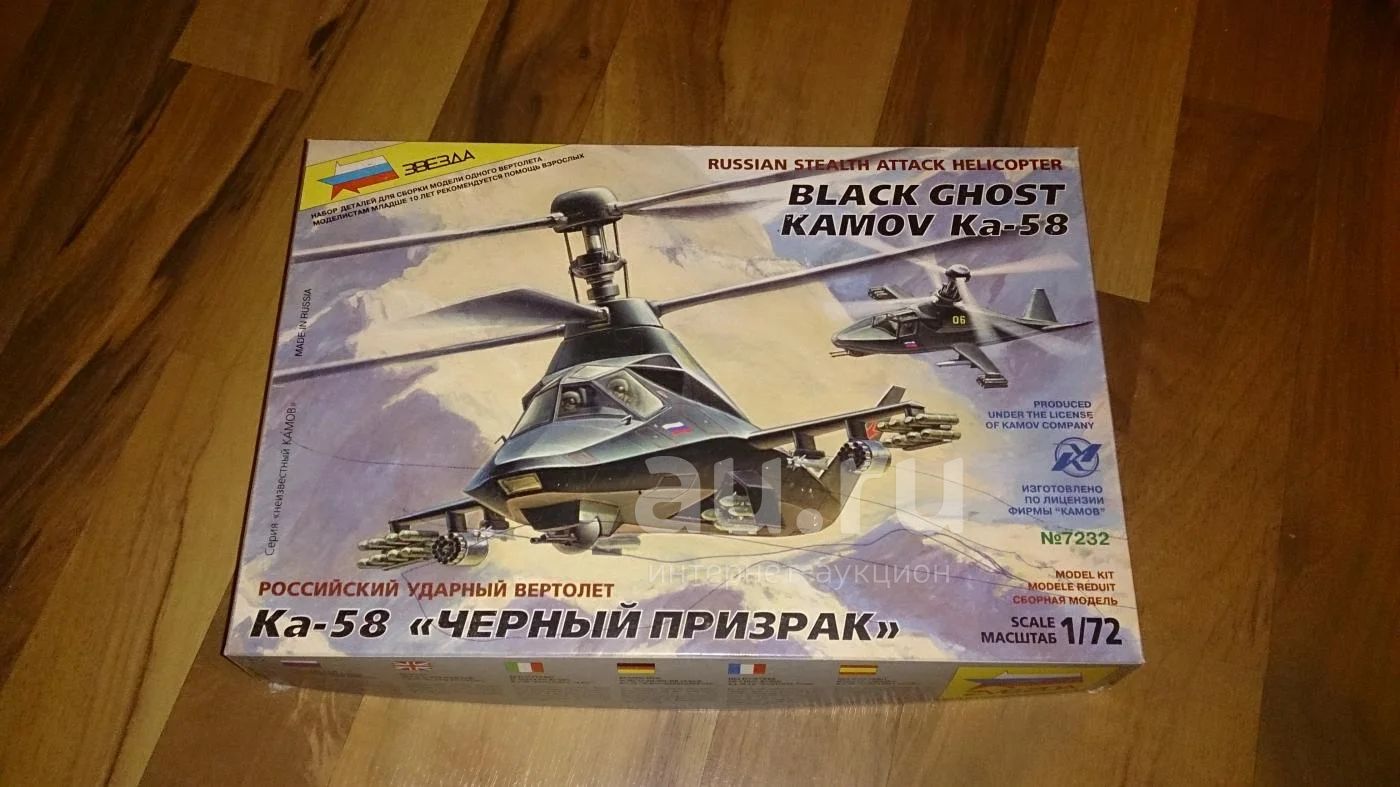 ЗВЕЗДА
НАБОР ДЕТАЛЕЙ ДЛЯ СБОРКИ МОДЕЛИ ОДНОГО ВЕРТОЛЕТА
МОДЕЛИСТАМ МЛАДШЕ 10 ЛЕТ РЕКОМЕНДУЕТСЯ ПОМОЩЬ ВЗРОСЛЫХ
RUSSIAN STEALTH ATTACK HELICOPTER
BLACK GHOST
KAMOV Ka-58
MADE IN RUSSIA
06
Серия «неизвестный КАМОВ»
PRODUCED
UNDER THE LICENSE
OF KAMOV COMPANY
ИЗГОТОВЛЕНО
ПО ЛИЦЕНЗИИ
ФИРМЫ "КАМОВ"
№7232
au.ru
интернет-аукцион
MODEL KIT
MODELE REDUIT
СБОРНАЯ МОДЕЛЬ
SCALE
МАСШТАБ 1/72
РОССИЙСКИЙ УДАРНЫЙ ВЕРТОЛЕТ
Ка-58 «ЧЕРНЫЙ ПРИЗРАК»